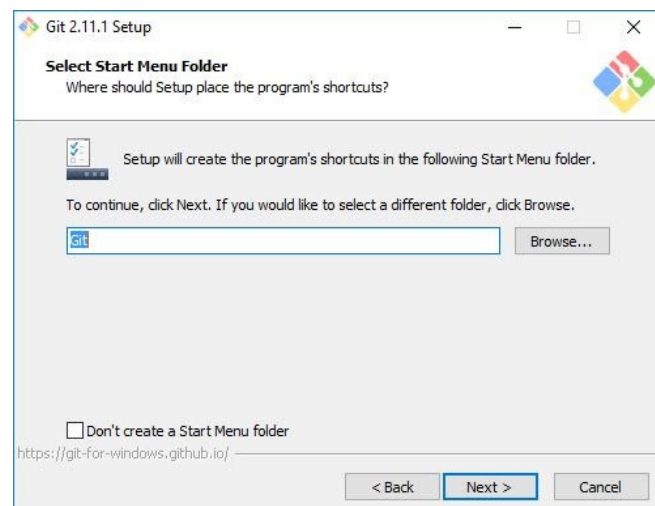 Git 2.11.1 Setup
Select Start Menu Folder
Where should Setup place the program's shortcuts?
Setup will create the program's shortcuts in the following Start Menu folder.
To continue, click Next. If you would like to select a different folder, click Browse.
Git
Browse...
Don't create a Start Menu folder
https://git-for-windows.github.io/
< Back
Next >
Cancel